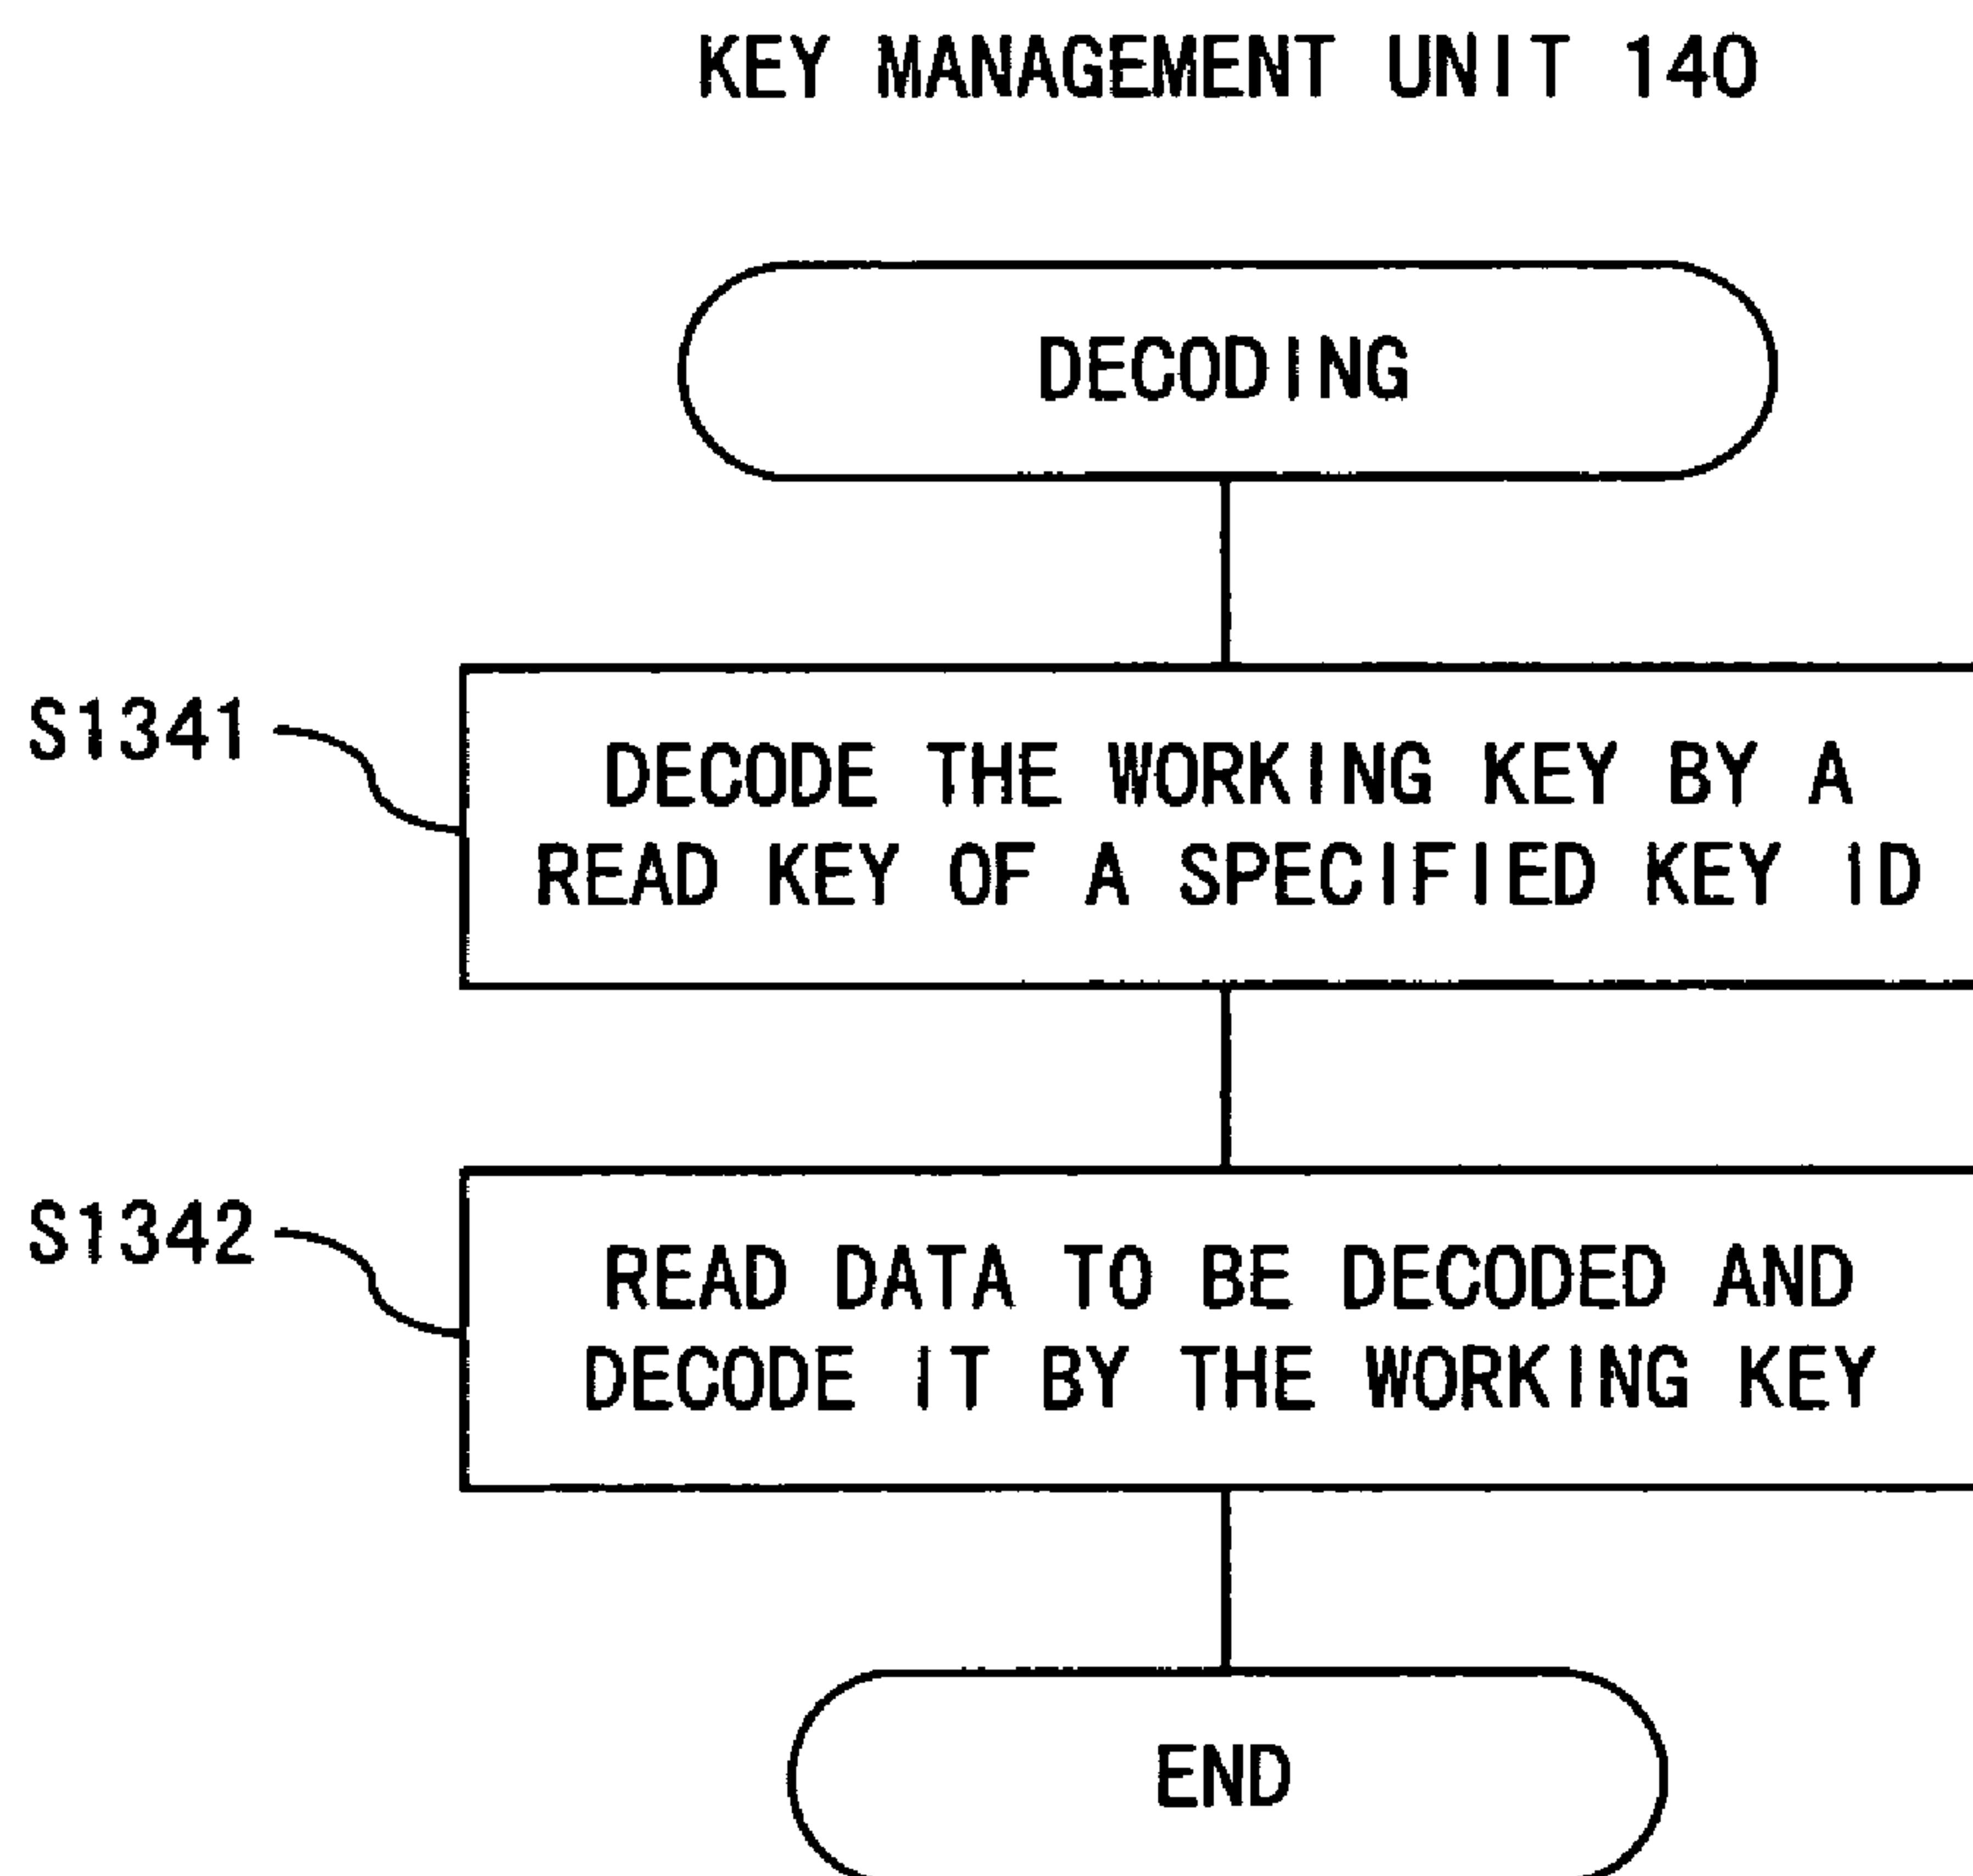 KEY MANAGEMENT UNIT 140
DECODING
S1341
DECODE THE WORKING KEY BY A
READ KEY OF A SPECIFIED KEY ID
S1342
READ DATA TO BE DECODED AND
DECODE IT BY THE WORKING KEY
END